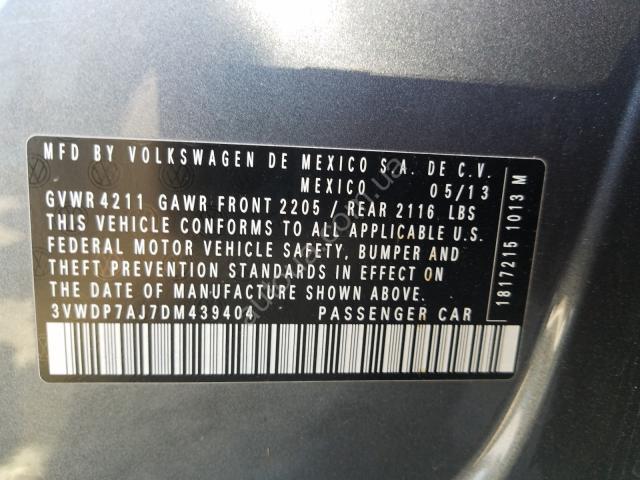 MFD BY VOLKSWAGEN DE MEXICO S.A. DE C.V.
MEXICO 05/13
GVWR 4211 GAWR FRONT 2205 / REAR 2116 LBS
THIS VEHICLE CONFORMS TO ALL APPLICABLE U.S.
FEDERAL MOTOR VEHICLE SAFETY, BUMPER AND
THEFT PREVENTION STANDARDS IN EFFECT ON
THE DATE OF MANUFACTURE SHOWN ABOVE.
3VWDP7AJ7DM439404 PASSENGER CAR
1817215 1013 M